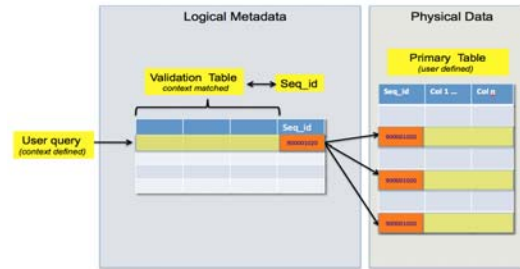 Logical Metadata
Physical Data
Validation Table
context matched
Seq_id
Primary Table
(user defined)
User query
(context defined)
Seq_id
Seq_id
Col 1 ...
Col n